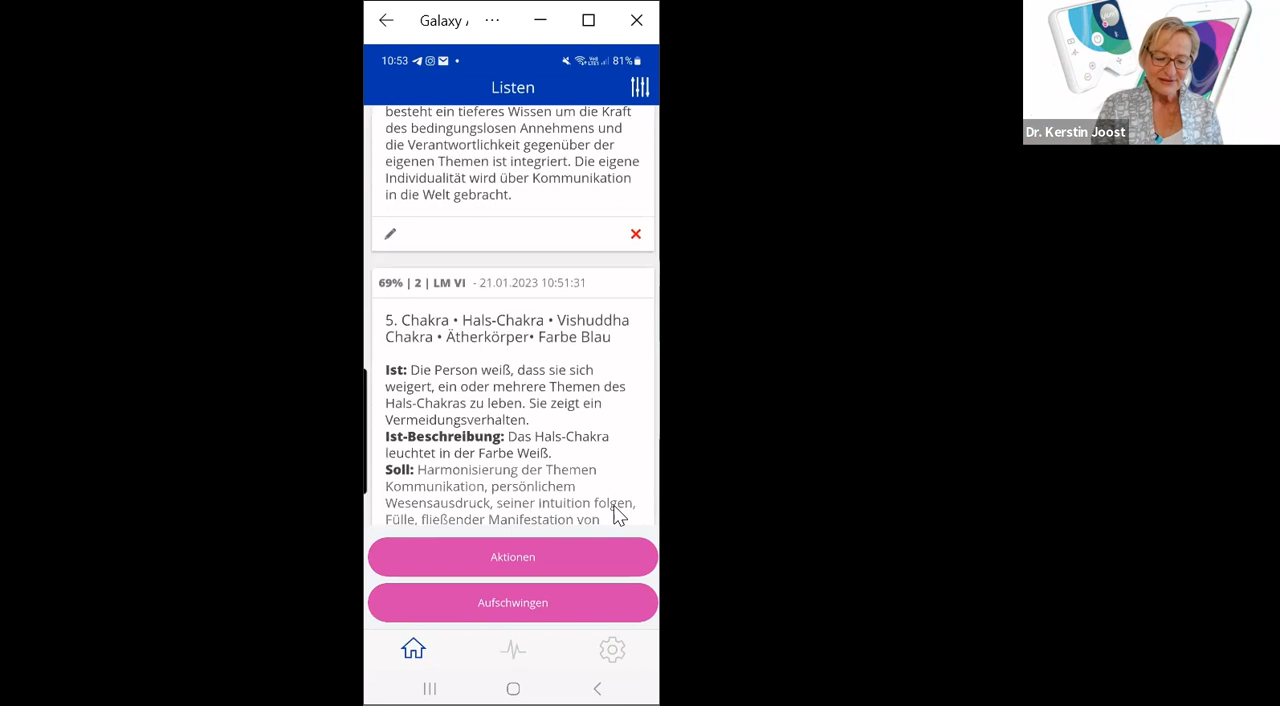 Galaxy A
...
10:53
81%
Listen
besteht ein tieferes Wissen um die Kraft
des bedingungslosen Annehmens und
die Verantwortlichkeit gegenüber der
eigenen Themen ist integriert. Die eigene
Individualität wird über Kommunikation
in die Welt gebracht.
69% | 2 | LM VI - 21.01.2023 10:51:31
5. Chakra • Hals-Chakra • Vishuddha
Chakra • Ätherkörper• Farbe Blau
Ist: Die Person weiß, dass sie sich
weigert, ein oder mehrere Themen des
Hals-Chakras zu leben. Sie zeigt ein
Vermeidungsverhalten.
Ist-Beschreibung: Das Hals-Chakra
leuchtet in der Farbe Weiß.
Soll: Harmonisierung der Themen
Kommunikation, persönlichem
Wesensausdruck, seiner Intuition folgen,
Fülle, fließender Manifestation von
Aktionen
Aufschwingen
Dr. Kerstin Joost